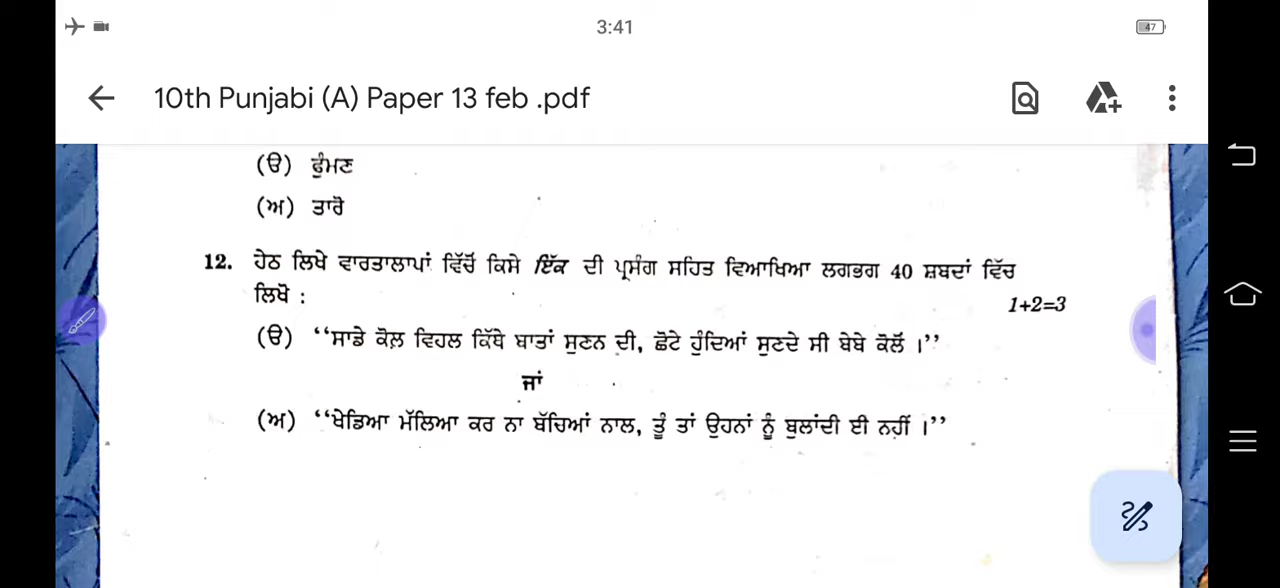 3:41
47
10th Punjabi (A) Paper 13 feb .pdf
(ੳ) ਫੁੰਮਣ
(ਅ) ਤਾਰੋ
12. ਹੇਠ ਲਿਖੇ ਵਾਰਤਾਲਾਪਾਂ ਵਿੱਚੋਂ ਕਿਸੇ ਇੱਕ ਦੀ ਪ੍ਰਸੰਗ ਸਹਿਤ ਵਿਆਖਿਆ ਲਗਭਗ 40 ਸ਼ਬਦਾਂ ਵਿੱਚ
ਲਿਖੋ :
1+2=3
(ੳ) ‘‘ਸਾਡੇ ਕੋਲ਼ ਵਿਹਲ ਕਿੱਥੇ ਬਾਤਾਂ ਸੁਣਨ ਦੀ, ਛੋਟੇ ਹੁੰਦਿਆਂ ਸੁਣਦੇ ਸੀ ਬੇਬੇ ਕੋਲੋਂ ।’’
ਜਾਂ
(ਅ) ‘‘ਖੇਡਿਆ ਮੱਲਿਆ ਕਰ ਨਾ ਬੱਚਿਆਂ ਨਾਲ, ਤੂੰ ਤਾਂ ਉਹਨਾਂ ਨੂੰ ਬੁਲਾਂਦੀ ਈ ਨਹੀਂ ।’’